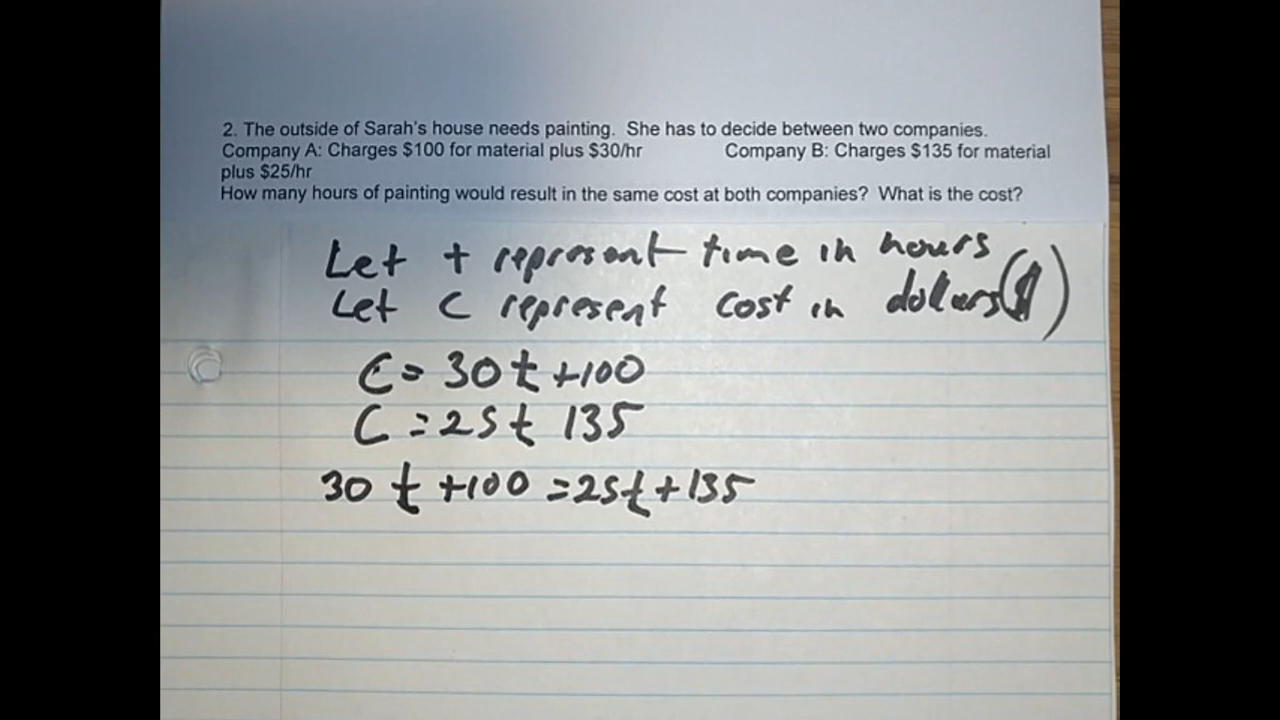 2. The outside of Sarah's house needs painting. She has to decide between two companies.
Company A: Charges $100 for material plus $30/hr Company B: Charges $135 for material
plus $25/hr
How many hours of painting would result in the same cost at both companies? What is the cost?
Let t represent time in hours
Let C represent cost in dollars ($)
C = 30t +100
C = 25t 135
30t +100 = 25t + 135